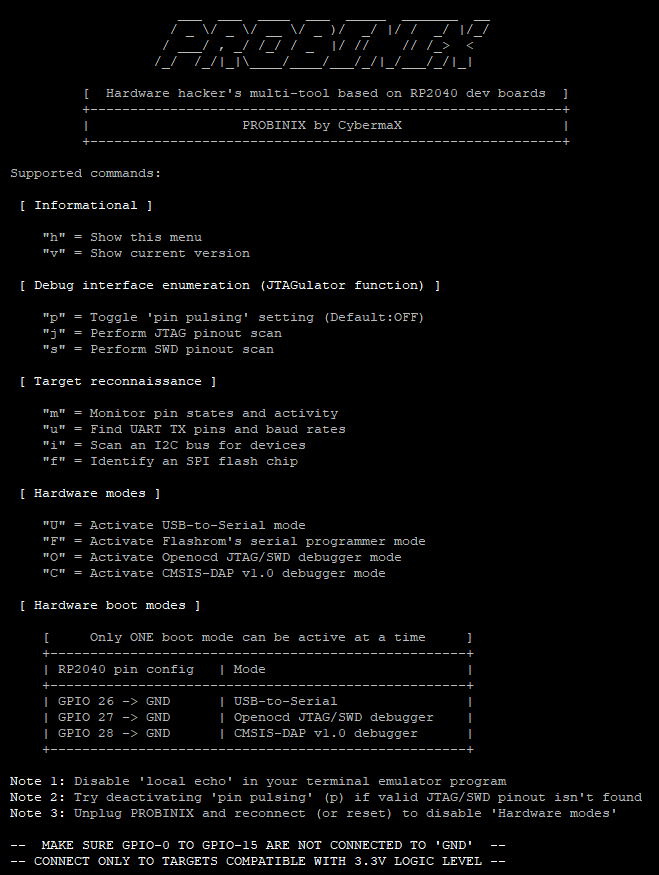 PROBINIX
[ Hardware hacker's multi-tool based on RP2040 dev boards ]
PROBINIX by CybermaX
Supported commands:
[ Informational ]
"h" = Show this menu
"v" = Show current version
[ Debug interface enumeration (JTAGulator function) ]
"p" = Toggle 'pin pulsing' setting (Default:OFF)
"j" = Perform JTAG pinout scan
"s" = Perform SWD pinout scan
[ Target reconnaissance ]
"m" = Monitor pin states and activity
"u" = Find UART TX pins and baud rates
"i" = Scan an I2C bus for devices
"f" = Identify an SPI flash chip
[ Hardware modes ]
"U" = Activate USB-to-Serial mode
"F" = Activate Flashrom's serial programmer mode
"O" = Activate Openocd JTAG/SWD debugger mode
"C" = Activate CMSIS-DAP v1.0 debugger mode
[ Hardware boot modes ]
[ Only ONE boot mode can be active at a time ]
| RP2040 pin config | Mode |
| GPIO 26 -> GND | USB-to-Serial |
| GPIO 27 -> GND | Openocd JTAG/SWD debugger |
| GPIO 28 -> GND | CMSIS-DAP v1.0 debugger |
Note 1: Disable 'local echo' in your terminal emulator program
Note 2: Try deactivating 'pin pulsing' (p) if valid JTAG/SWD pinout isn't found
Note 3: Unplug PROBINIX and reconnect (or reset) to disable 'Hardware modes'
-- MAKE SURE GPIO-0 TO GPIO-15 ARE NOT CONNECTED TO 'GND' --
-- CONNECT ONLY TO TARGETS COMPATIBLE WITH 3.3V LOGIC LEVEL --